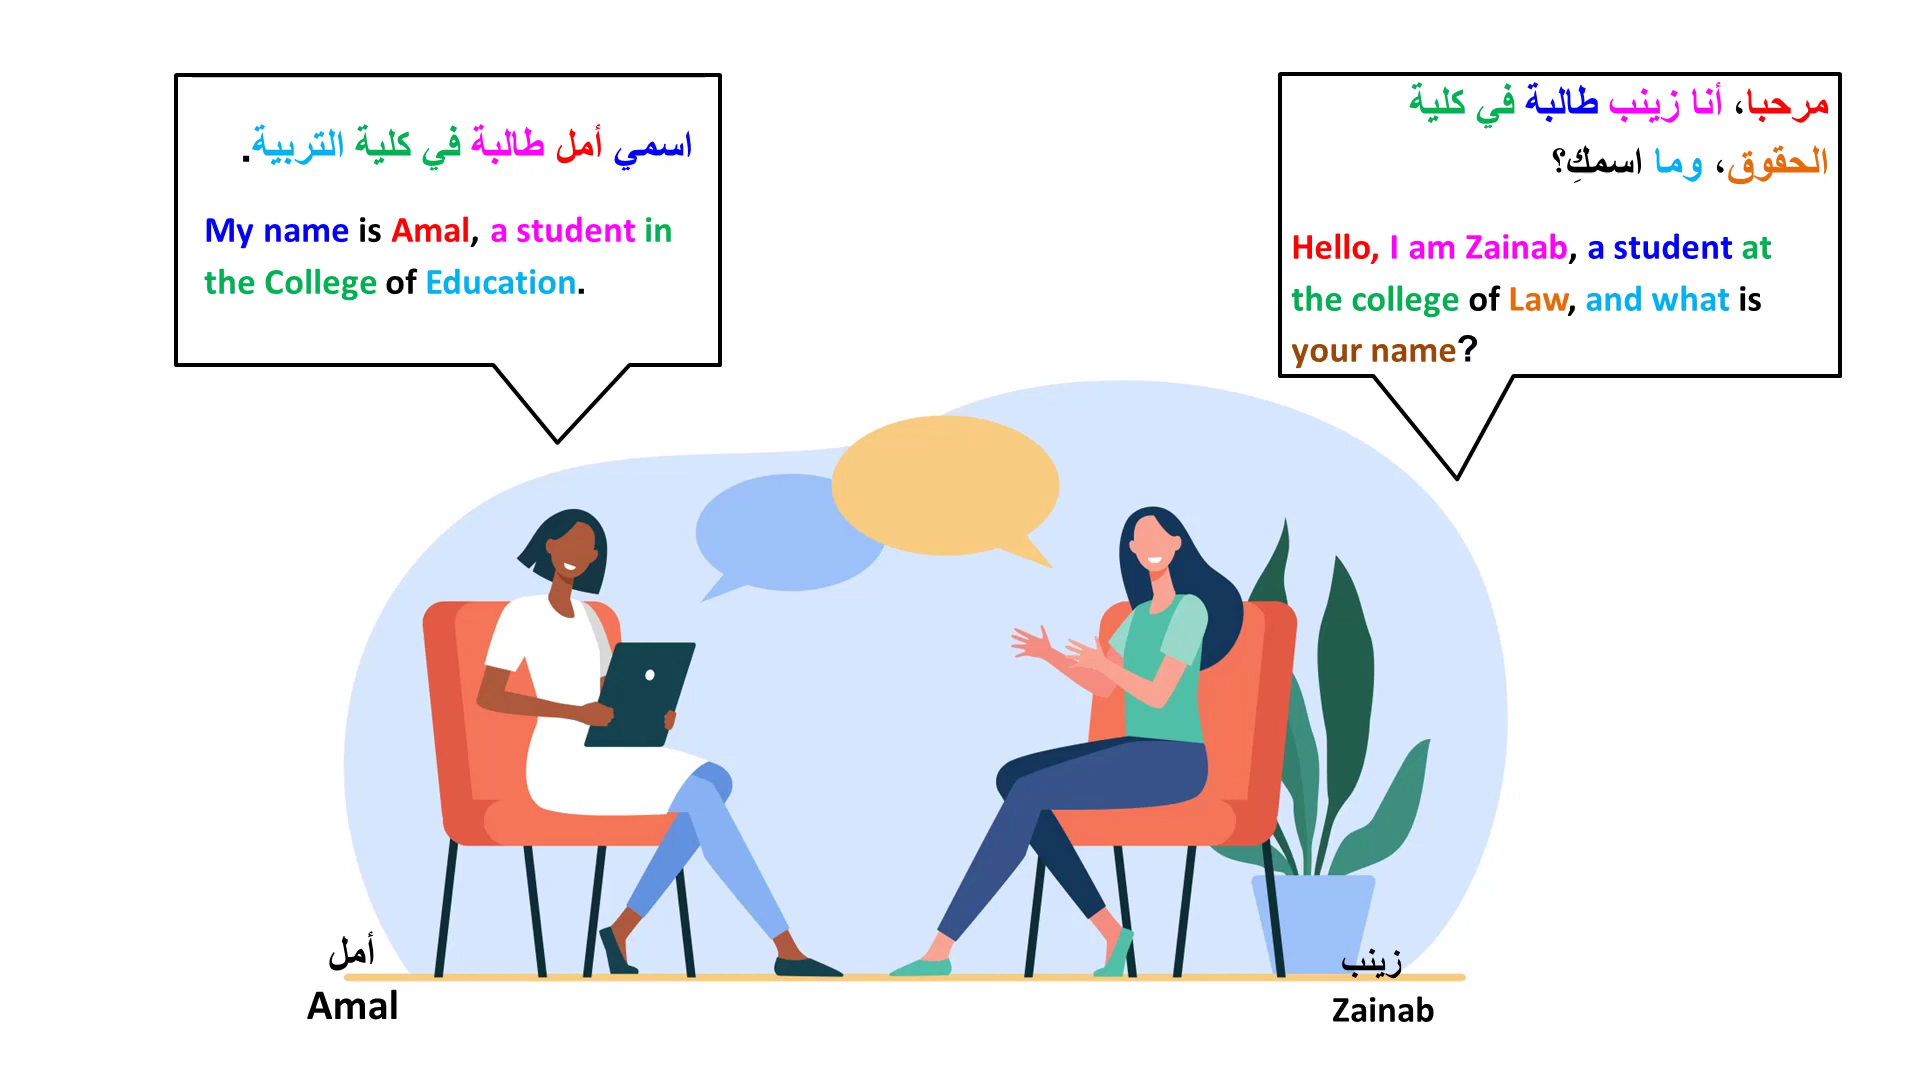 اسمي أمل طالبة في كلية التربية.
My name is Amal, a student in
the College of Education.
مرحبا، أنا زينب طالبة في كلية
الحقوق، وما اسمكِ؟
Hello, I am Zainab, a student at
the college of Law, and what is
your name?
أمل
Amal
زينب
Zainab